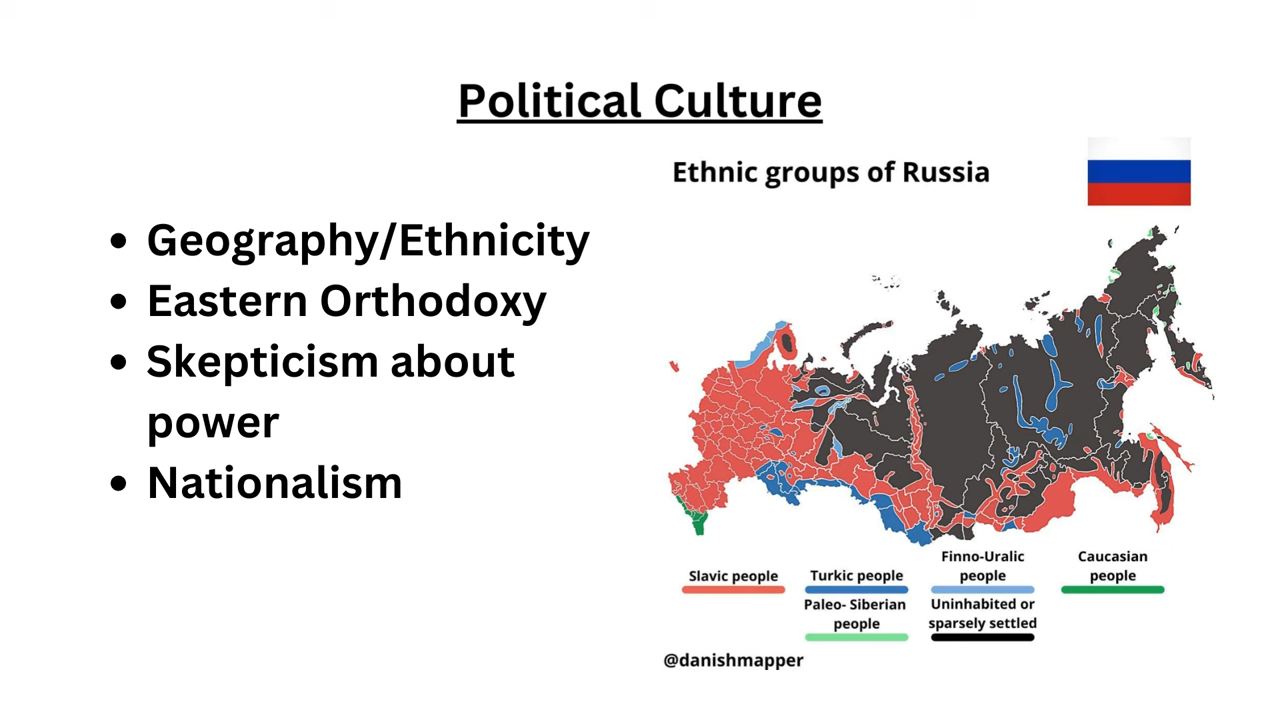 Political Culture
Geography/Ethnicity
Eastern Orthodoxy
Skepticism about
power
Nationalism
Ethnic groups of Russia
Slavic people
Turkic people
Finno-Uralic
people
Caucasian
people
Paleo- Siberian
people
Uninhabited or
sparsely settled
@danishmapper